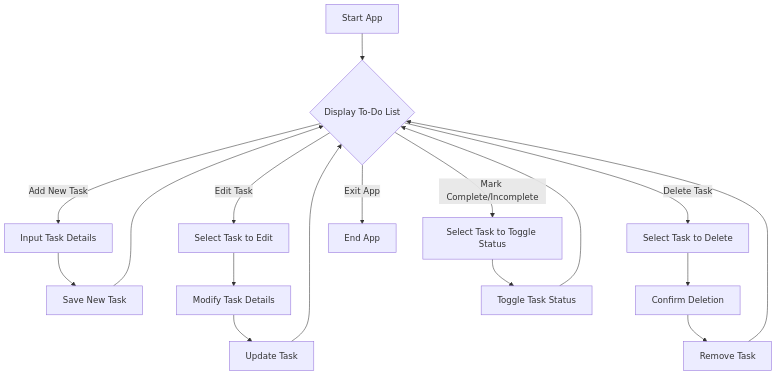 Start App
Display To-Do List
Add New Task
Edit Task
Exit App
Mark
Complete/Incomplete
Delete Task
Input Task Details
Select Task to Edit
End App
Select Task to Toggle
Status
Select Task to Delete
Save New Task
Modify Task Details
Toggle Task Status
Confirm Deletion
Update Task
Remove Task